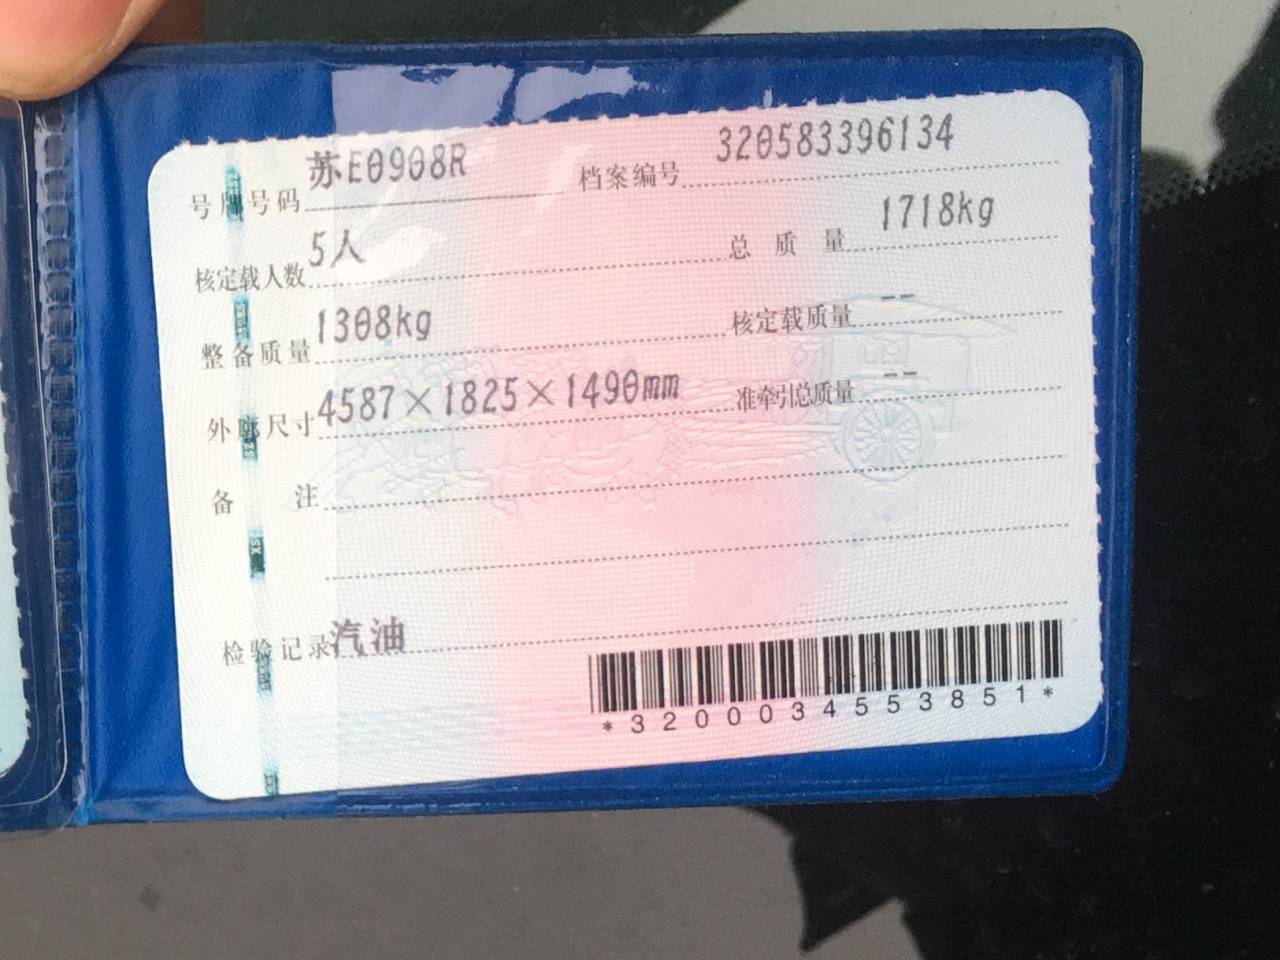 号牌号码 苏E0908R 档案编号 320583396134
核定载人数 5人 总质量 1718kg
整备质量 1308kg 核定载质量 --
外廓尺寸 4587×1825×1490mm 准牵引总质量 --
备注
检验记录 汽油
*3200034553851*